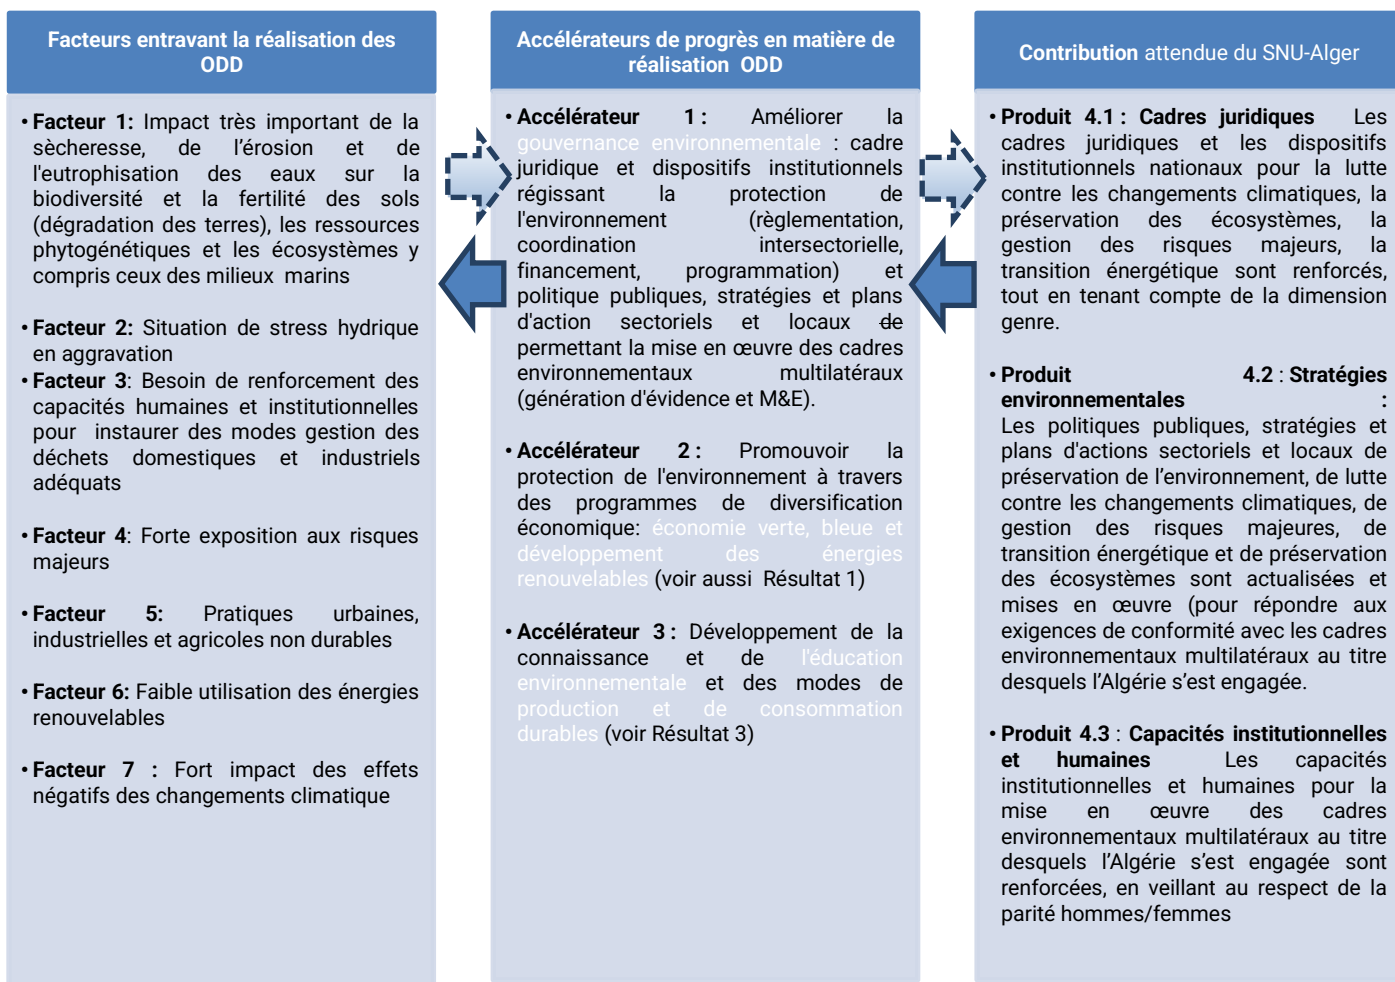 Facteurs entravant la réalisation des
ODD
• Facteur 1: Impact très important de la
sècheresse, de l'érosion et de
l'eutrophisation des eaux sur la
biodiversité et la fertilité des sols
(dégradation des terres), les ressources
phytogénétiques et les écosystèmes y
compris ceux des milieux marins
• Facteur 2: Situation de stress hydrique
en aggravation
• Facteur 3: Besoin de renforcement des
capacités humaines et institutionnelles
pour instaurer des modes gestion des
déchets domestiques et industriels
adéquats
• Facteur 4: Forte exposition aux risques
majeurs
• Facteur 5: Pratiques urbaines,
industrielles et agricoles non durables
• Facteur 6: Faible utilisation des énergies
renouvelables
• Facteur 7 : Fort impact des effets
négatifs des changements climatique
Accélérateurs de progrès en matière de
réalisation ODD
• Accélérateur 1 : Améliorer la
gouvernance environnementale : cadre
juridique et dispositifs institutionnels
régissant la protection de
l'environnement (règlementation,
coordination intersectorielle,
financement, programmation) et
politique publiques, stratégies et plans
d'action sectoriels et locaux de
permettant la mise en œuvre des cadres
environnementaux multilatéraux
(génération d'évidence et M&E).
• Accélérateur 2 : Promouvoir la
protection de l'environnement à travers
des programmes de diversification
économique: économie verte, bleue et
développement des énergies
renouvelables (voir aussi Résultat 1)
• Accélérateur 3 : Développement de la
connaissance et de l'éducation
environnementale et des modes de
production et de consommation
durables (voir Résultat 3)
Contribution attendue du SNU-Alger
• Produit 4.1 : Cadres juridiques Les
cadres juridiques et les dispositifs
institutionnels nationaux pour la lutte
contre les changements climatiques, la
préservation des écosystèmes, la
gestion des risques majeurs, la
transition énergétique sont renforcés,
tout en tenant compte de la dimension
genre.
• Produit 4.2 : Stratégies
environnementales :
Les politiques publiques, stratégies et
plans d'actions sectoriels et locaux de
préservation de l'environnement, de lutte
contre les changements climatiques, de
gestion des risques majeures, de
transition énergétique et de préservation
des écosystèmes sont actualisées et
mises en œuvre (pour répondre aux
exigences de conformité avec les cadres
environnementaux multilatéraux au titre
desquels l'Algérie s'est engagée.
• Produit 4.3 : Capacités institutionnelles
et humaines Les capacités
institutionnelles et humaines pour la
mise en œuvre des cadres
environnementaux multilatéraux au titre
desquels l'Algérie s'est engagée sont
renforcées, en veillant au respect de la
parité hommes/femmes